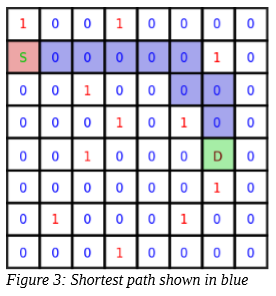 1 0 0 1 0 0 0 0
S 0 0 0 0 0 1 0
0 0 1 0 0 0 0 0
0 0 0 1 0 1 0 0
0 0 1 0 0 0 D 0
0 0 0 0 0 0 1 0
0 1 0 0 0 1 0 0
0 0 0 1 0 0 0 0
Figure 3: Shortest path shown in blue